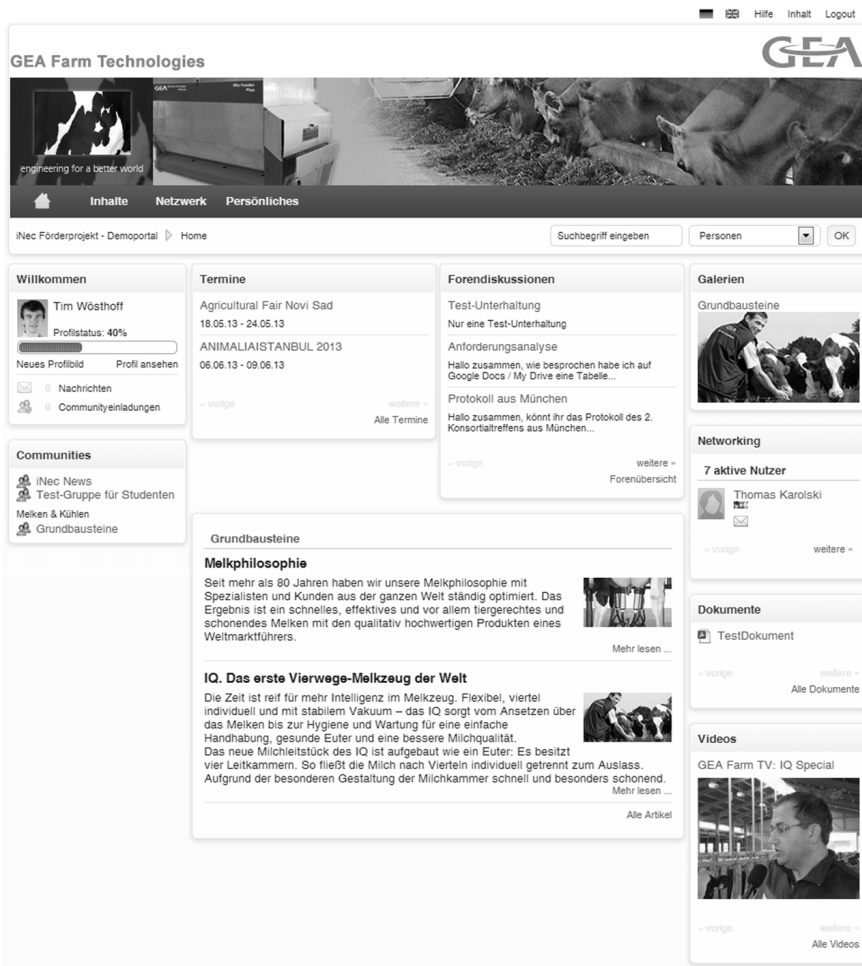 Hilfe Inhalt Logout
GEA Farm Technologies
GEA
GEA
engineering for a better world
Inhalte Netzwerk Persönliches
iNec Förderprojekt - Demoportal Home
Suchbegriff eingeben
Personen
OK
Willkommen
Tim Wösthoff
Profilstatus: 40%
Neues Profilbild Profil ansehen
0 Nachrichten
0 Communityeinladungen
Communities
iNec News
Test-Gruppe für Studenten
Melken & Kühlen
Grundbausteine
Termine
Agricultural Fair Novi Sad
18.05.13 - 24.05.13
ANIMALIAISTANBUL 2013
06.06.13 - 09.06.13
« vorige weitere »
Alle Termine
Forendiskussionen
Test-Unterhaltung
Nur eine Test-Unterhaltung
Anforderungsanalyse
Hallo zusammen, wie besprochen habe ich auf
Google Docs / My Drive eine Tabelle...
Protokoll aus München
Hallo zusammen, könnt ihr das Protokoll des 2.
Konsortialtreffens aus München...
« vorige weitere »
Forenübersicht
Grundbausteine
Melkphilosophie
Seit mehr als 80 Jahren haben wir unsere Melkphilosophie mit
Spezialisten und Kunden aus der ganzen Welt ständig optimiert. Das
Ergebnis ist ein schnelles, effektives und vor allem tiergerechtes und
schonendes Melken mit den qualitativ hochwertigen Produkten eines
Weltmarktführers.
Mehr lesen ...
IQ. Das erste Vierwege-Melkzeug der Welt
Die Zeit ist reif für mehr Intelligenz im Melkzeug. Flexibel, viertel
individuell und mit stabilem Vakuum – das IQ sorgt vom Ansetzen über
das Melken bis zur Hygiene und Wartung für eine einfache
Handhabung, gesunde Euter und eine bessere Milchqualität.
Das neue Milchleitstück des IQ ist aufgebaut wie ein Euter: Es besitzt
vier Leitkammern. So fließt die Milch nach Vierteln individuell getrennt zum Auslass.
Aufgrund der besonderen Gestaltung der Milchkammer schnell und besonders schonend.
Mehr lesen ...
Alle Artikel
Galerien
Grundbausteine
Networking
7 aktive Nutzer
Thomas Karolski
« vorige weitere »
Dokumente
TestDokument
« vorige weitere »
Alle Dokumente
Videos
GEA Farm TV: IQ Special
« vorige weitere »
Alle Videos